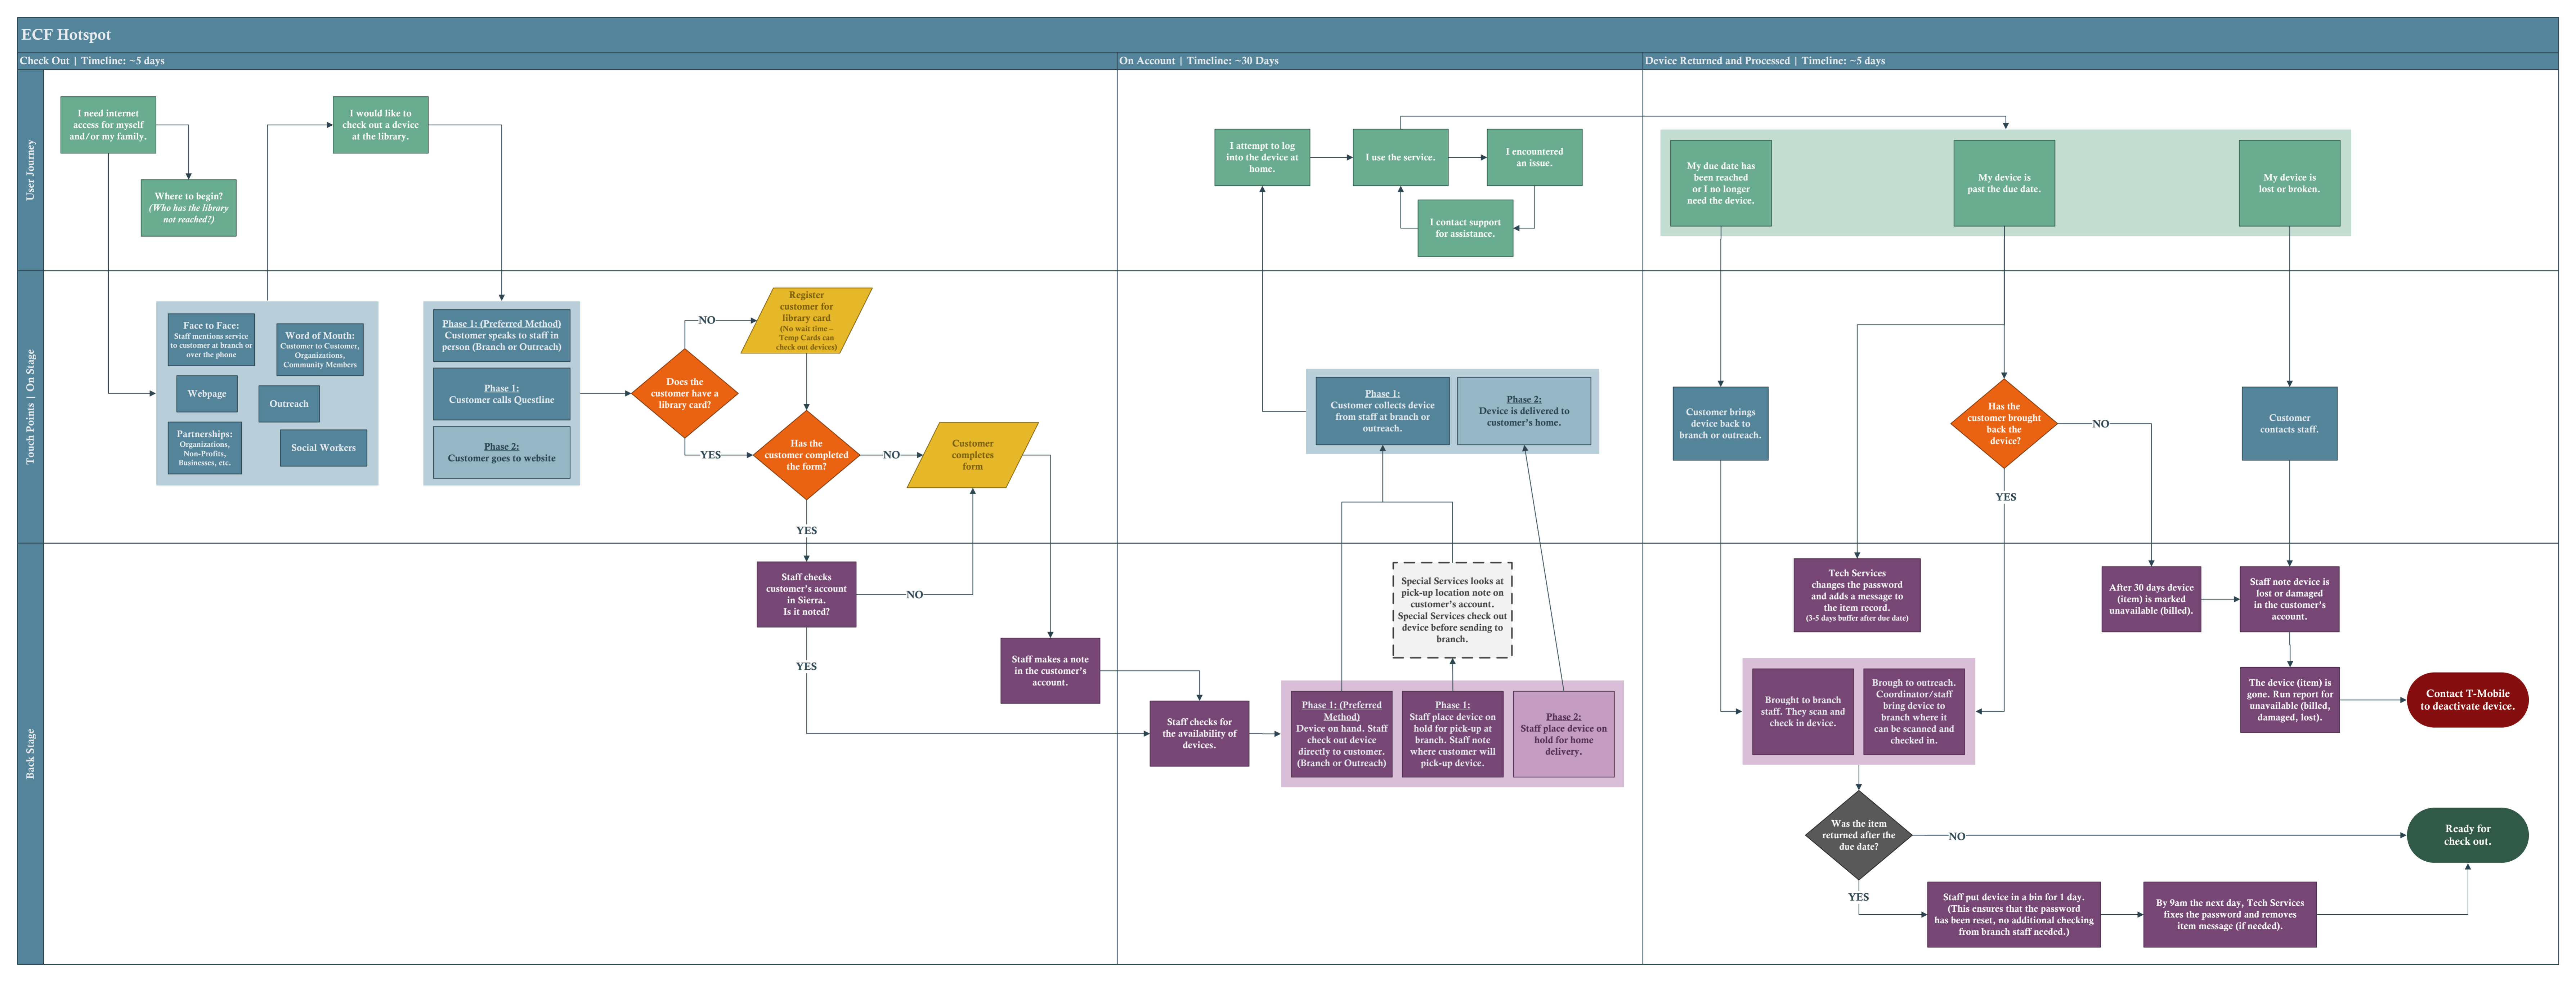 ECF Hotspot
Check Out | Timeline: ~5 days
On Account | Timeline: ~30 Days
Device Returned and Processed | Timeline: ~5 days
User Journey
I need internet
access for myself
and/or my family.
Where to begin?
(Who has the library
not reached?)
I would like to
check out a device
at the library.
I attempt to log
into the device at
home.
I use the service.
I encountered
an issue.
I contact support
for assistance.
My due date has
been reached
or I no longer
need the device.
My device is
past the due date.
My device is
lost or broken.
Touch Points | On Stage
Face to Face:
Staff mentions service
to customer at branch or
over the phone
Word of Mouth:
Customer to Customer,
Organizations,
Community Members
Webpage
Outreach
Partnerships:
Organizations,
Non-Profits,
Businesses, etc.
Social Workers
Phase 1: (Preferred Method)
Customer speaks to staff in
person (Branch or Outreach)
Phase 1:
Customer calls Questline
Phase 2:
Customer goes to website
Does the
customer have a
library card?
NO
YES
Register
customer for
library card
(No wait time –
Temp Cards can
check out devices)
Has the
customer completed
the form?
NO
YES
Customer
completes
form
Phase 1:
Customer collects device
from staff at branch or
outreach.
Phase 2:
Device is delivered to
customer's home.
Customer brings
device back to
branch or outreach.
Has the
customer brought
back the
device?
NO
YES
Customer
contacts staff.
Back Stage
Staff checks
customer's account
in Sierra.
Is it noted?
NO
YES
Staff makes a note
in the customer's
account.
Staff checks for
the availability of
devices.
Special Services looks at
pick-up location note on
customer's account.
Special Services check out
device before sending to
branch.
Phase 1: (Preferred
Method)
Device on hand. Staff
check out device
directly to customer.
(Branch or Outreach)
Phase 1:
Staff place device on
hold for pick-up at
branch. Staff note
where customer will
pick-up device.
Phase 2:
Staff place device on
hold for home
delivery.
Tech Services
changes the password
and adds a message to
the item record.
(3-5 days buffer after due date)
After 30 days device
(item) is marked
unavailable (billed).
Staff note device is
lost or damaged
in the customer's
account.
Brought to branch
staff. They scan and
check in device.
Brough to outreach.
Coordinator/staff
bring device to
branch where it
can be scanned and
checked in.
The device (item) is
gone. Run report for
unavailable (billed,
damaged, lost).
Contact T-Mobile
to deactivate device.
Was the item
returned after the
due date?
NO
YES
Ready for
check out.
Staff put device in a bin for 1 day.
(This ensures that the password
has been reset, no additional checking
from branch staff needed.)
By 9am the next day, Tech Services
fixes the password and removes
item message (if needed).